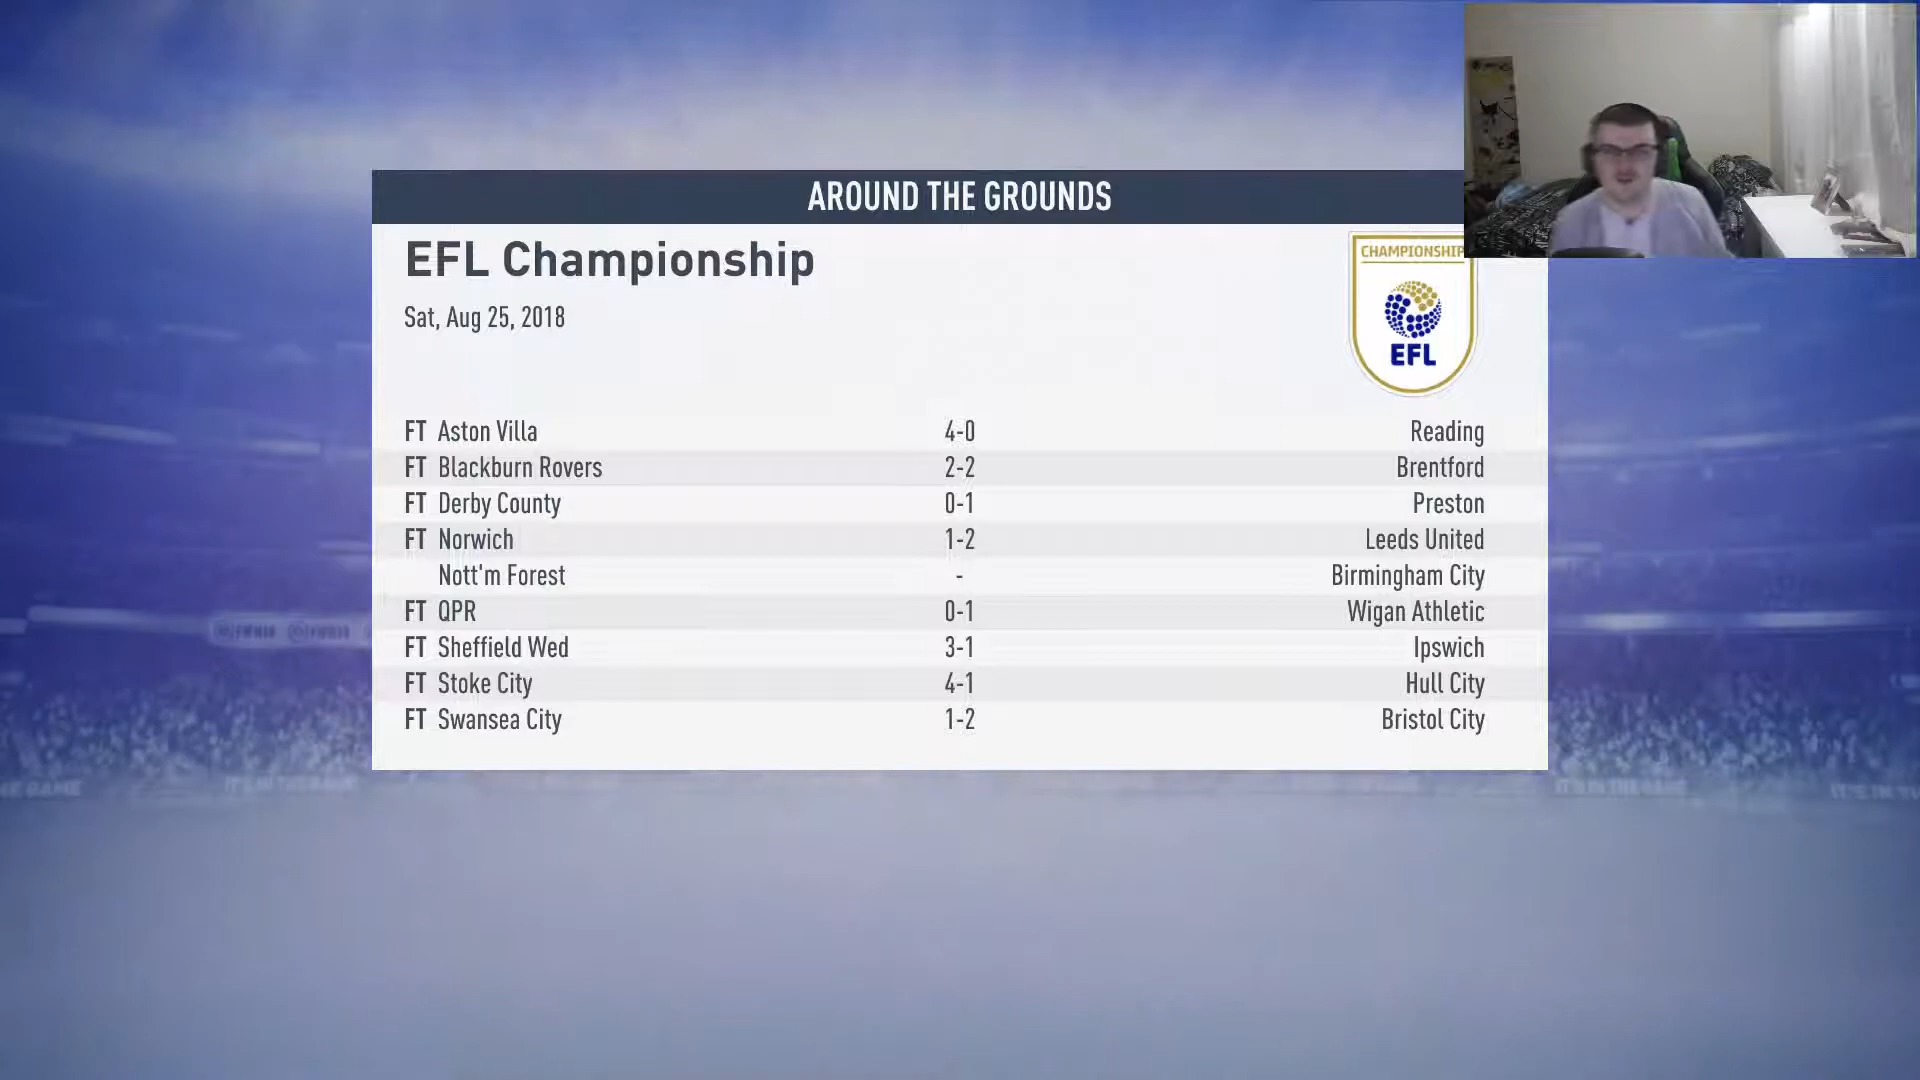 AROUND THE GROUNDS
EFL Championship
CHAMPIONSHIP
EFL
Sat, Aug 25, 2018
FT Aston Villa 4-0 Reading
FT Blackburn Rovers 2-2 Brentford
FT Derby County 0-1 Preston
FT Norwich 1-2 Leeds United
Nott'm Forest - Birmingham City
FT QPR 0-1 Wigan Athletic
FT Sheffield Wed 3-1 Ipswich
FT Stoke City 4-1 Hull City
FT Swansea City 1-2 Bristol City